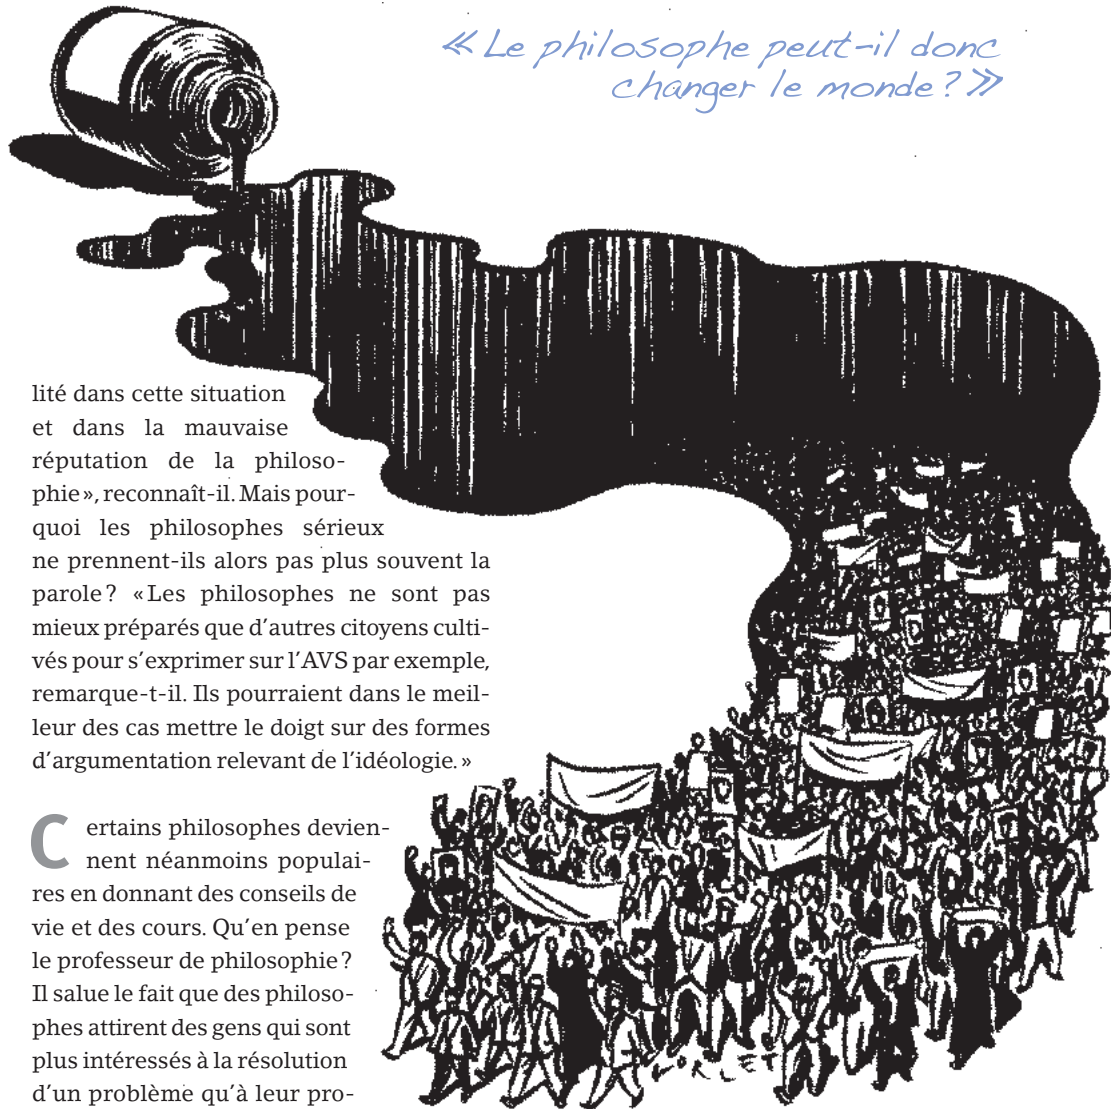 « Le philosophe peut-il donc
changer le monde ? »
lité dans cette situation
et dans la mauvaise
réputation de la philoso-
phie », reconnaît-il. Mais pour-
quoi les philosophes sérieux
ne prennent-ils alors pas plus souvent la
parole ? « Les philosophes ne sont pas
mieux préparés que d'autres citoyens culti-
vés pour s'exprimer sur l'AVS par exemple,
remarque-t-il. Ils pourraient dans le meil-
leur des cas mettre le doigt sur des formes
d'argumentation relevant de l'idéologie. »
Certains philosophes devien-
nent néanmoins populai-
res en donnant des conseils de
vie et des cours. Qu'en pense
le professeur de philosophie ?
Il salue le fait que des philoso-
phes attirent des gens qui sont
plus intéressés à la résolution
d'un problème qu'à leur pro-
LORLET